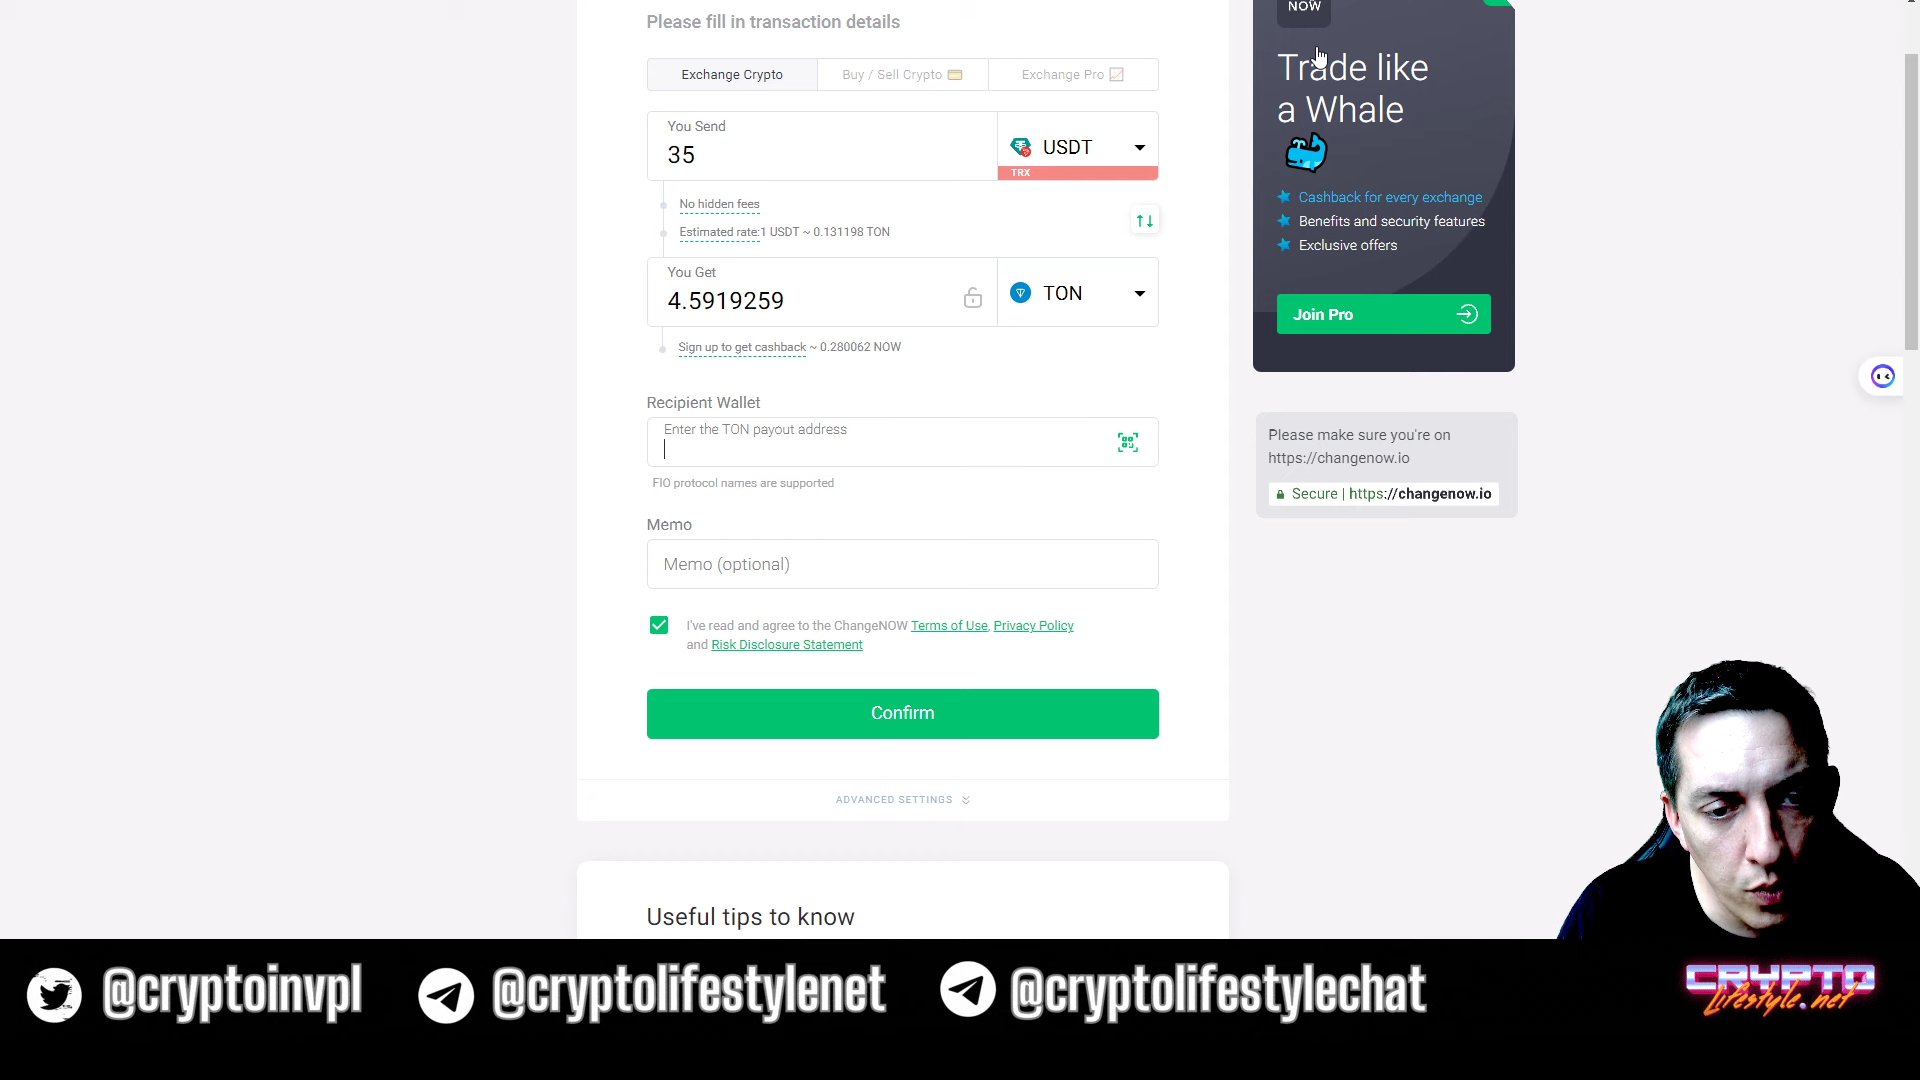 Please fill in transaction details
Exchange Crypto
Buy / Sell Crypto
Exchange Pro
You Send
35
USDT
TRX
No hidden fees
Estimated rate:1 USDT ~ 0.131198 TON
You Get
4.5919259
TON
Sign up to get cashback ~ 0.280062 NOW
Recipient Wallet
Enter the TON payout address
FIO protocol names are supported
Memo
Memo (optional)
I've read and agree to the ChangeNOW Terms of Use, Privacy Policy
and Risk Disclosure Statement
Confirm
ADVANCED SETTINGS
Useful tips to know
NOW
Trade like
a Whale
Cashback for every exchange
Benefits and security features
Exclusive offers
Join Pro
Please make sure you're on
https://changenow.io
Secure | https://changenow.io
@cryptoinvpl
@cryptolifestylenet
@cryptolifestylechat
CRYPTO
lifestyle.net